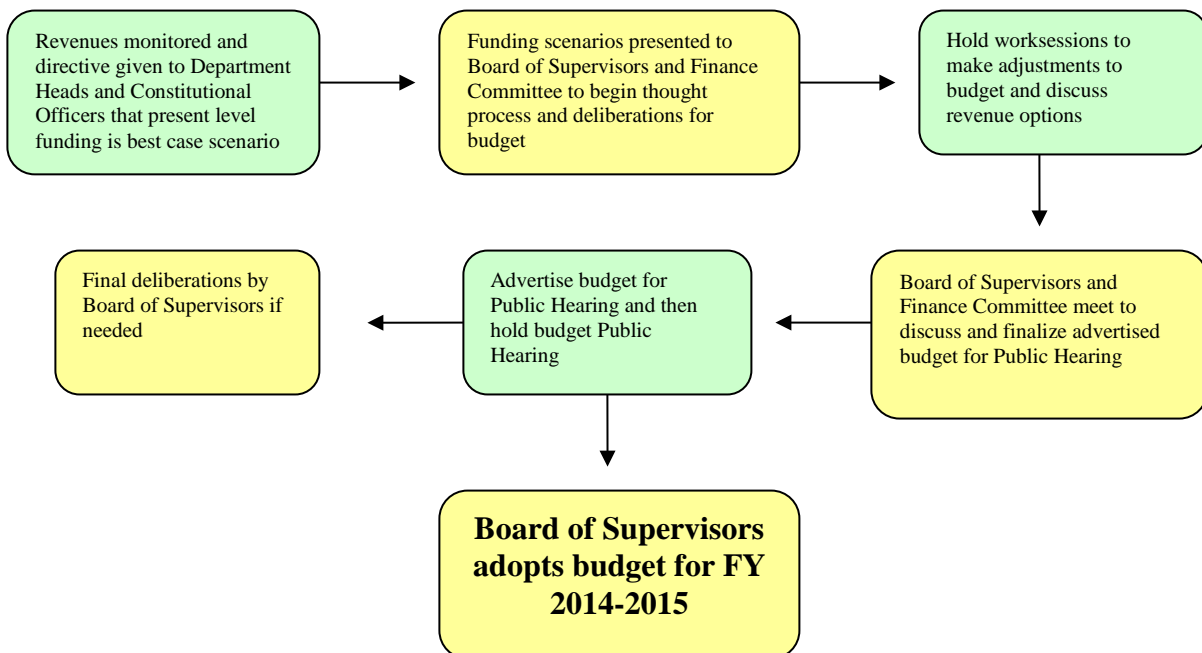 Revenues monitored and
directive given to Department
Heads and Constitutional
Officers that present level
funding is best case scenario
Funding scenarios presented to
Board of Supervisors and Finance
Committee to begin thought
process and deliberations for
budget
Hold worksessions to
make adjustments to
budget and discuss
revenue options
Board of Supervisors and
Finance Committee meet to
discuss and finalize advertised
budget for Public Hearing
Advertise budget for
Public Hearing and then
hold budget Public
Hearing
Final deliberations by
Board of Supervisors if
needed
Board of Supervisors
adopts budget for FY
2014-2015